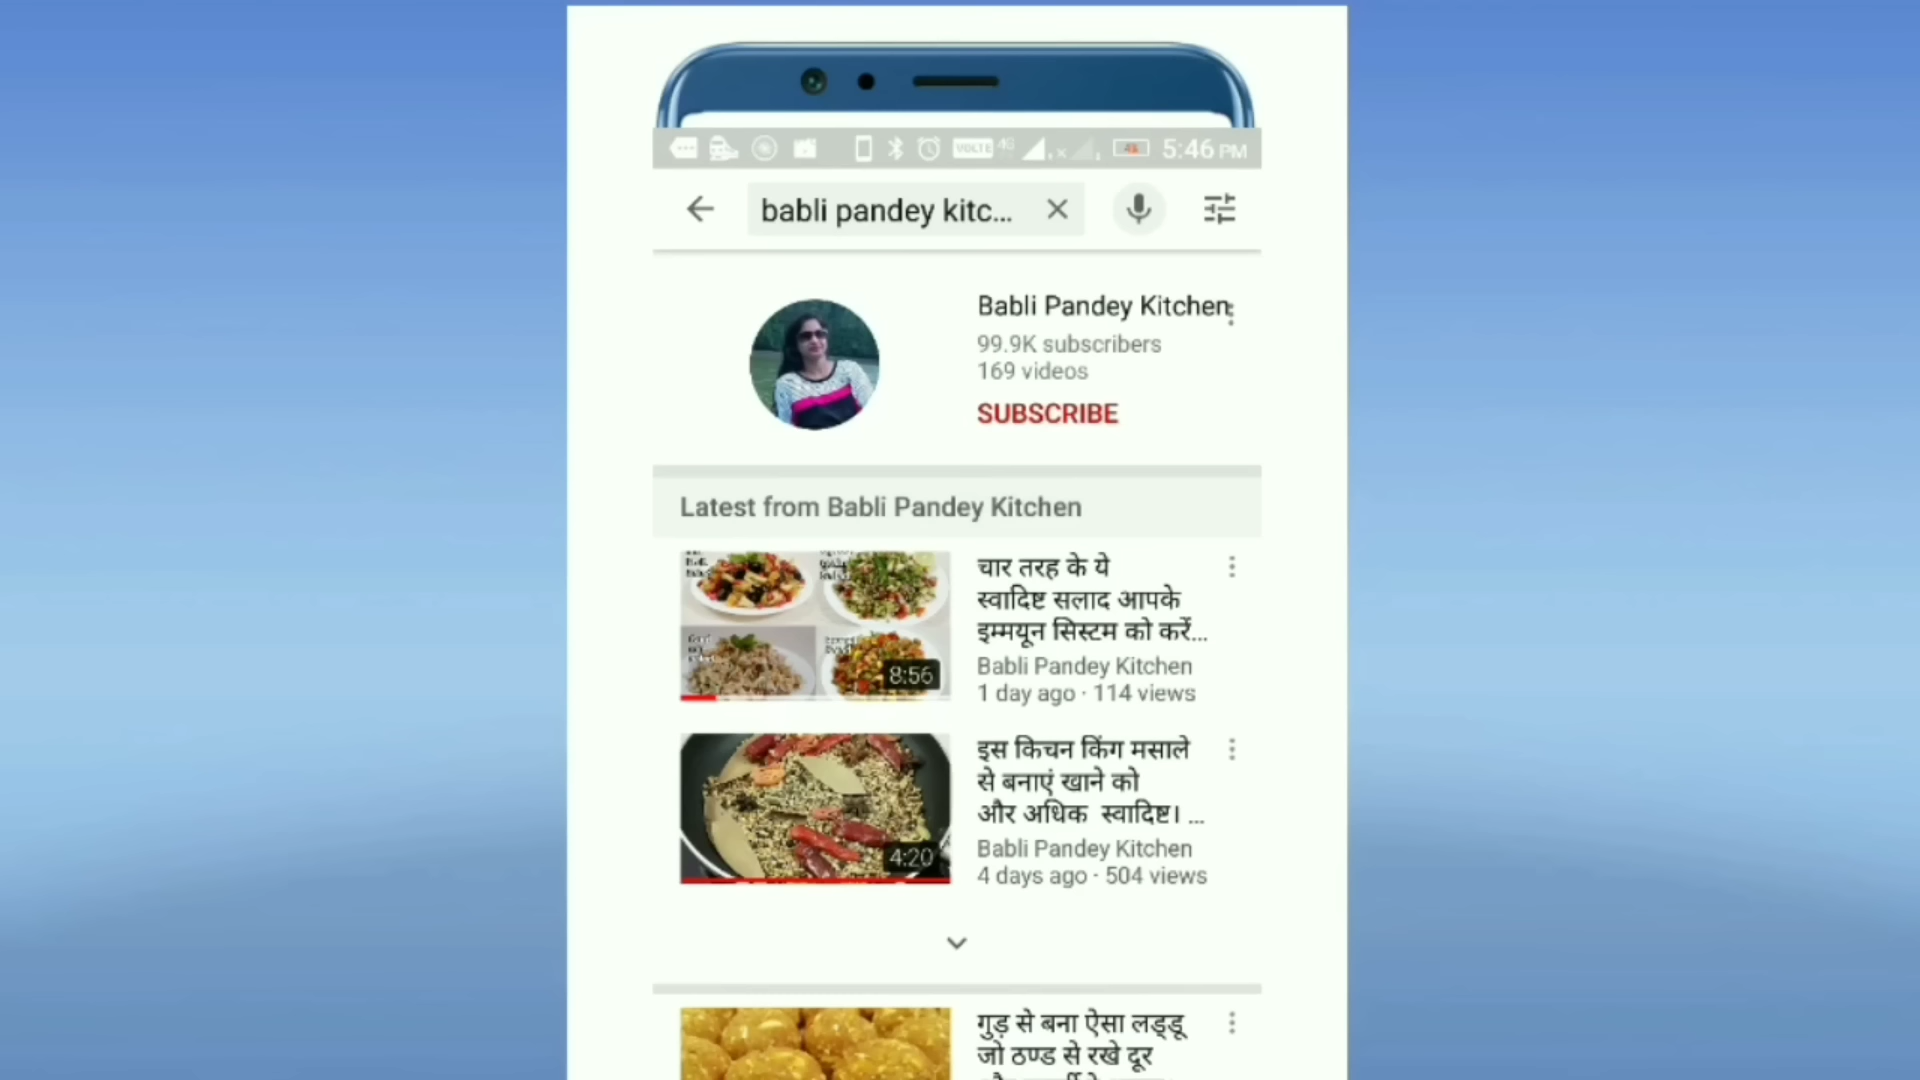 VOLTE 4G 5:46 PM
babli pandey kitc...
Babli Pandey Kitchen
99.9K subscribers
169 videos
SUBSCRIBE
Latest from Babli Pandey Kitchen
चार तरह के ये
स्वादिष्ट सलाद आपके
इम्मयून सिस्टम को करें...
8:56
Babli Pandey Kitchen
1 day ago · 114 views
इस किचन किंग मसाले
से बनाएं खाने को
और अधिक स्वादिष्ट। ...
4:20
Babli Pandey Kitchen
4 days ago · 504 views
गुड़ से बना ऐसा लड्डू
जो ठण्ड से रखे दूर